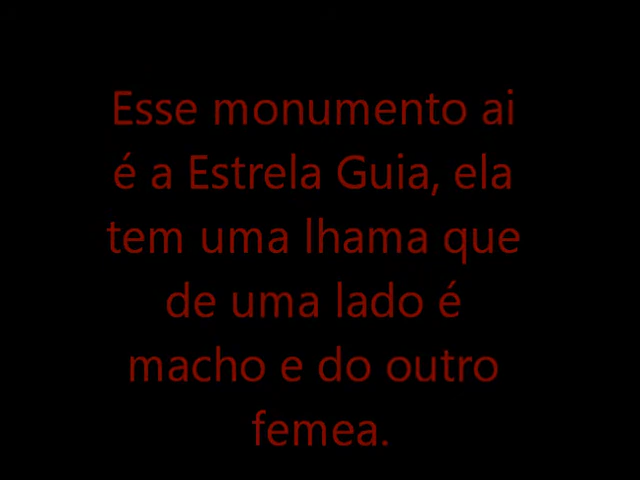 Esse monumento ai
é a Estrela Guia, ela
tem uma lhama que
de uma lado é
macho e do outro
femea.